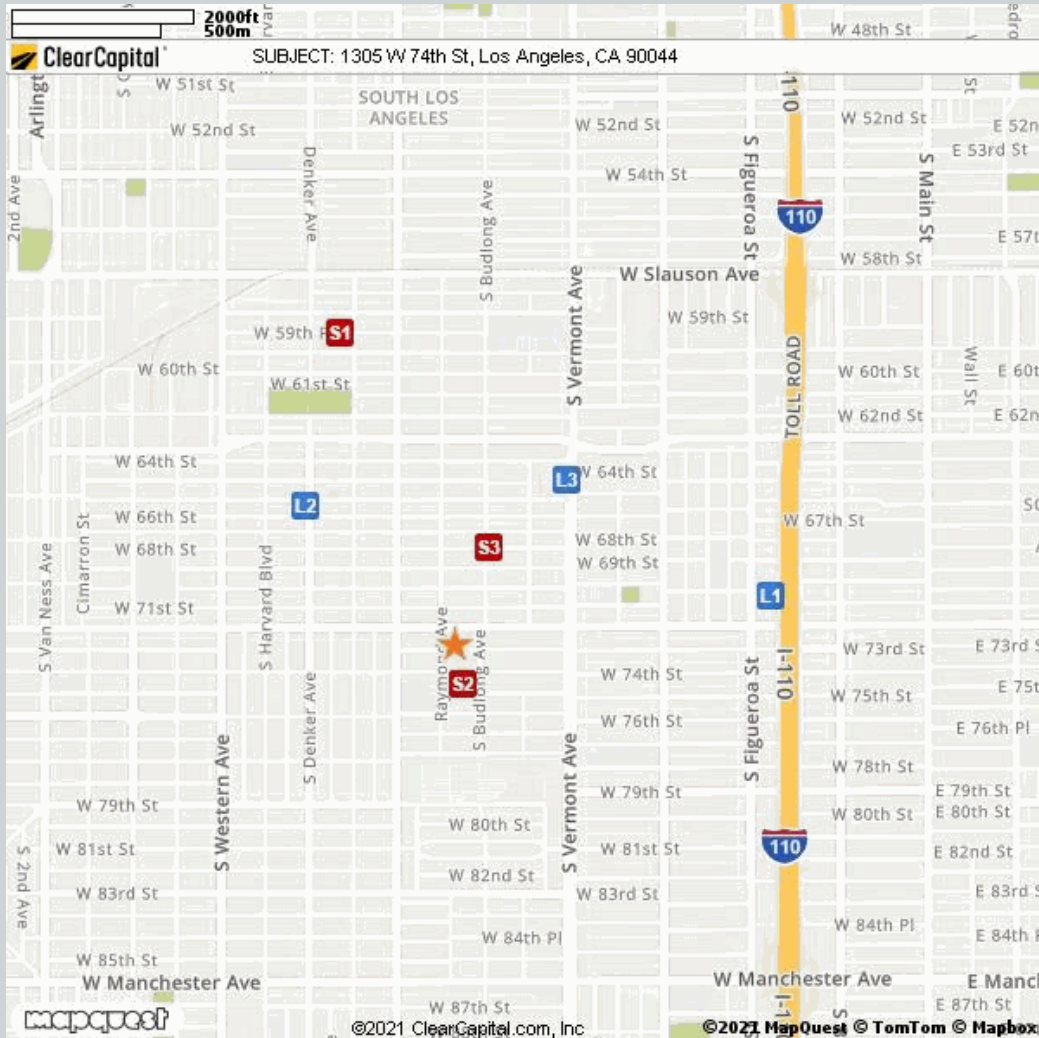 2000ft
500m
W 48th St
ClearCapital
SUBJECT: 1305 W 74th St, Los Angeles, CA 90044
W 51st St
SOUTH LOS
ANGELES
I-110
Arlingt
W 52nd St
W 52nd St
W 52nd St
E 52n
E 53rd St
Denker Ave
S Figueroa St
S Main St
W 54th St
2nd Ave
S Budlong Ave
110
E 57t
W 58th St
W Slauson Ave
S Vermont Ave
W 59th St
S1
W 60th St
W 61st St
TOLL ROAD
Wall St
W 60th St
E 60t
W 62nd St
E 62n
W 64th St
L3
W 64th St
L2
Cimarron St
W 66th St
W 67th St
S3
W 68th St
W 68th St
W 69th St
S Van Ness Ave
S Harvard Blvd
L1
W 71st St
Raymond Ave
S Budlong Ave
W 73rd St
E 73rd S
W 74th St
I-110
S2
E 75t
W 75th St
S Denker Ave
S Figueroa St
W 76th St
E 76th Pl
S Western Ave
S Vermont Ave
W 78th St
W 79th St
W 79th St
E 79th St
W 80th St
W 80th St
E 80th St
S 2nd Ave
W 81st St
W 81st St
110
E 82nd St
W 82nd St
W 83rd St
W 83rd St
E 83rd S
W 84th Pl
W 84th Pl
E 84th
W 85th St
W Manchester Ave
W Manchester Ave
E Manc
W 87th St
E 87th St
mapquest
©2021 ClearCapital.com, Inc
©2021 MapQuest © TomTom © Mapbox